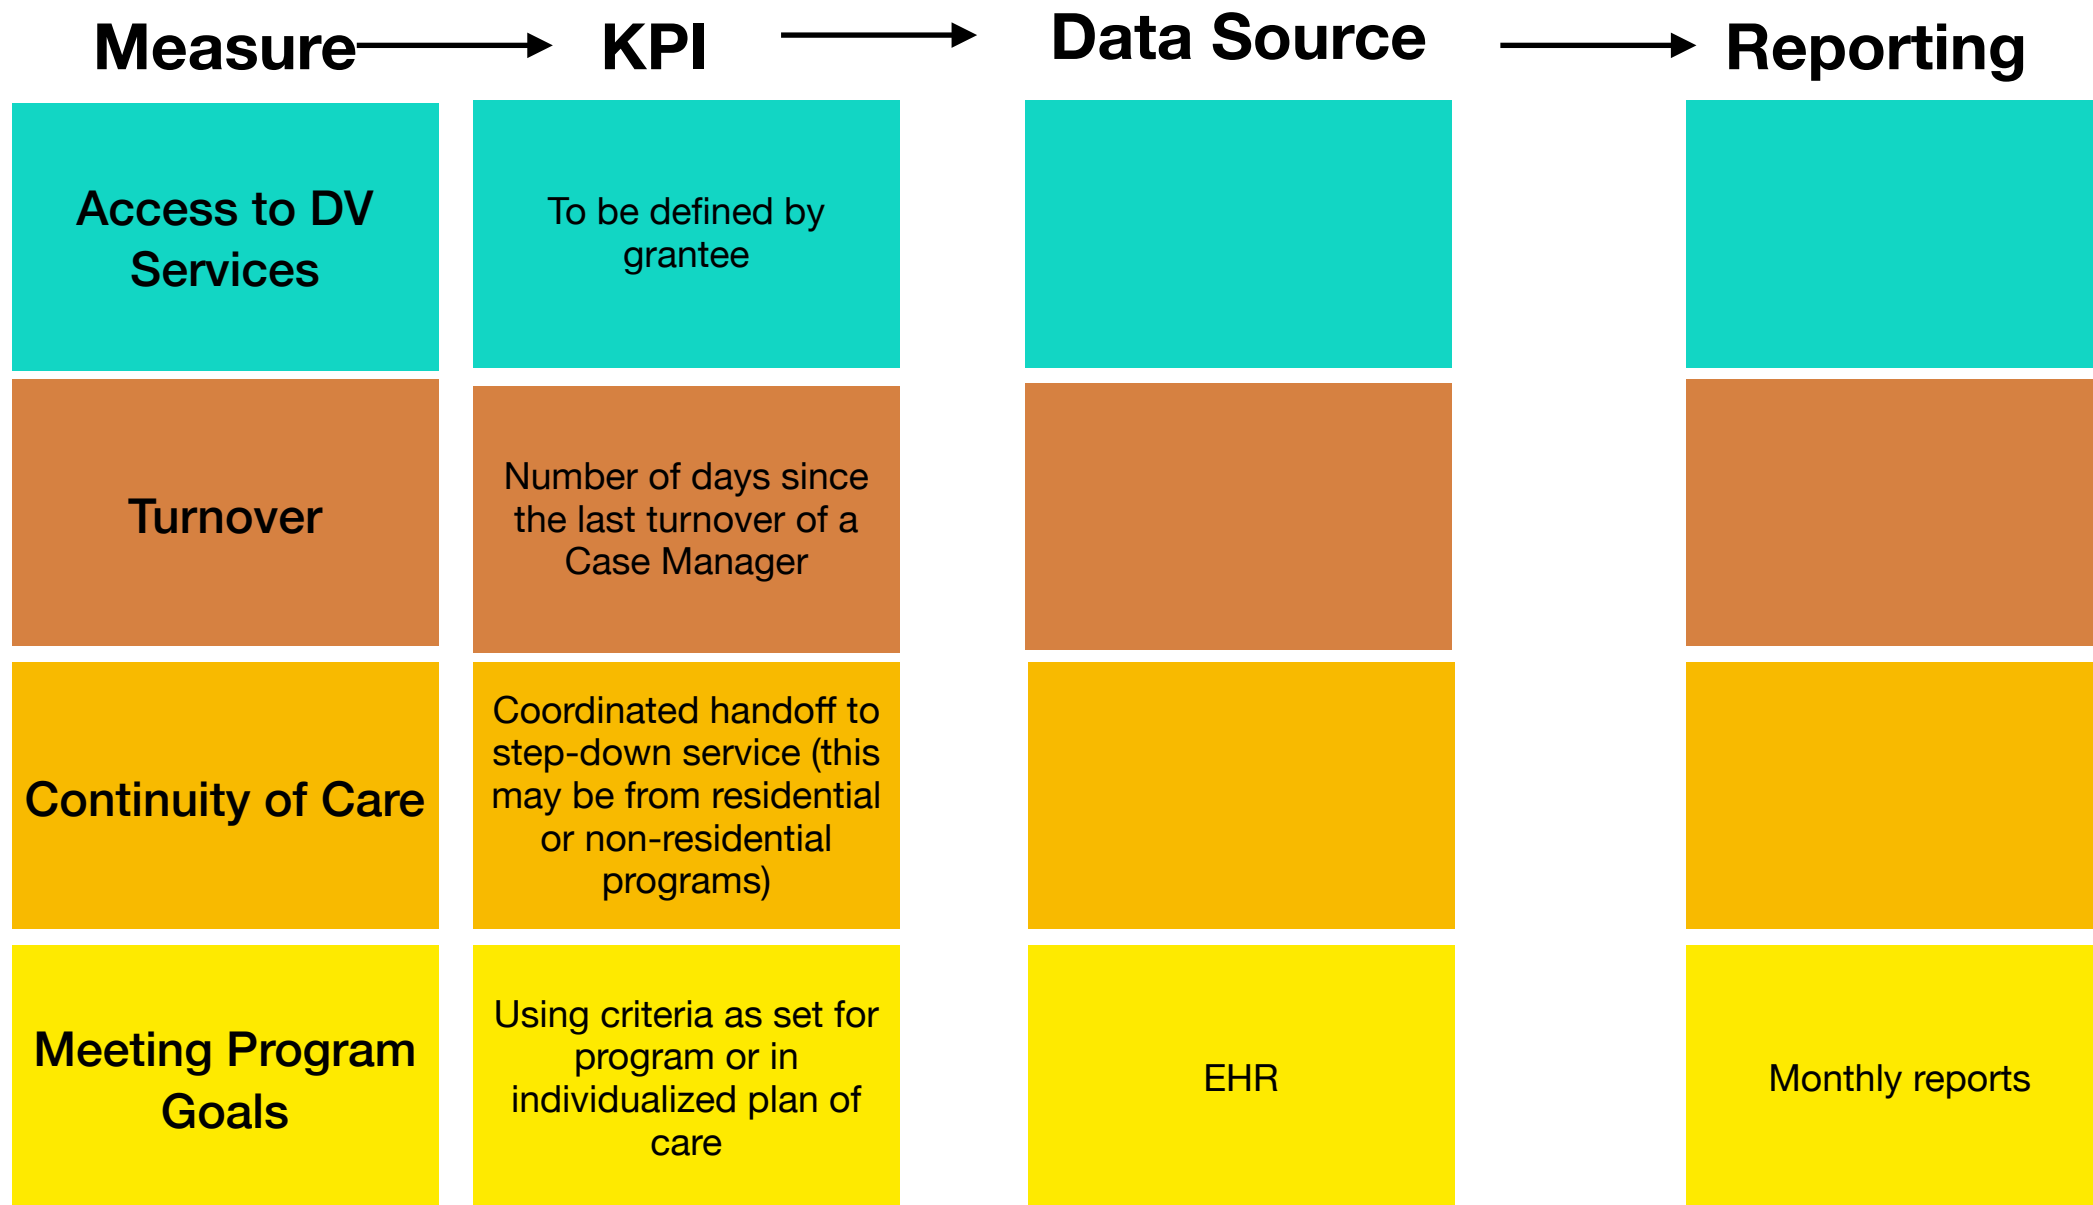 Measure
KPI
Data Source
Reporting
Access to DV
Services
To be defined by
grantee
Turnover
Number of days since
the last turnover of a
Case Manager
Continuity of Care
Coordinated handoff to
step-down service (this
may be from residential
or non-residential
programs)
Meeting Program
Goals
Using criteria as set for
program or in
individualized plan of
care
EHR
Monthly reports